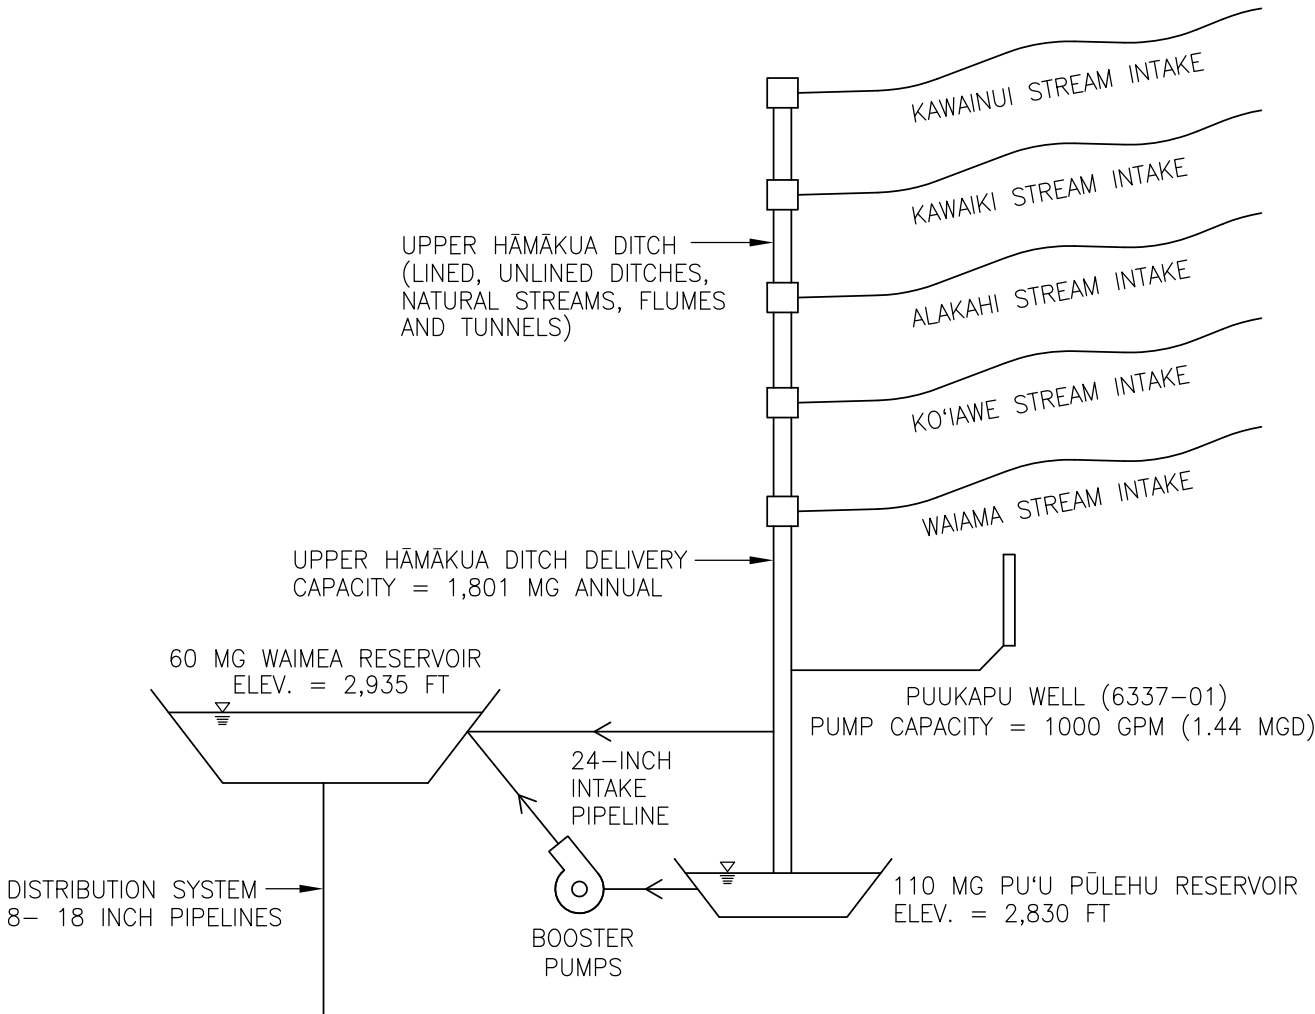 KAWAINUI STREAM INTAKE
KAWAIKI STREAM INTAKE
UPPER HĀMĀKUA DITCH
(LINED, UNLINED DITCHES,
NATURAL STREAMS, FLUMES
AND TUNNELS)
ALAKAHI STREAM INTAKE
KO‘IAWE STREAM INTAKE
WAIAMA STREAM INTAKE
UPPER HĀMĀKUA DITCH DELIVERY
CAPACITY = 1,801 MG ANNUAL
60 MG WAIMEA RESERVOIR
ELEV. = 2,935 FT
PUUKAPU WELL (6337-01)
PUMP CAPACITY = 1000 GPM (1.44 MGD)
24-INCH
INTAKE
PIPELINE
DISTRIBUTION SYSTEM
8- 18 INCH PIPELINES
110 MG PU‘U PŪLEHU RESERVOIR
ELEV. = 2,830 FT
BOOSTER
PUMPS